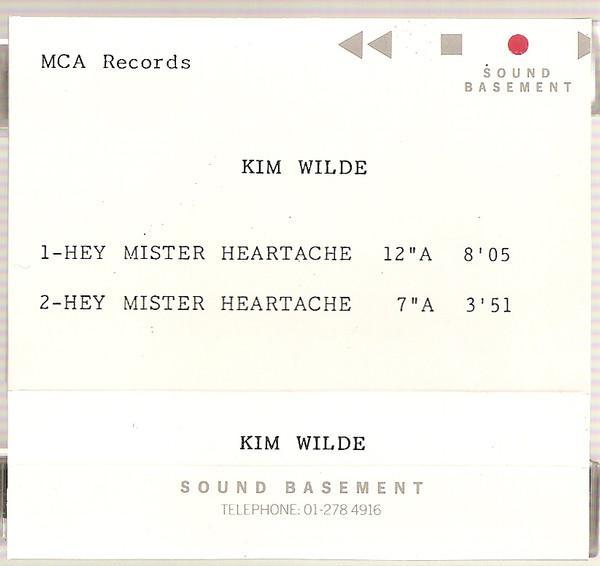 MCA Records
SOUND
BASEMENT
KIM WILDE
1-HEY MISTER HEARTACHE 12"A 8'05
2-HEY MISTER HEARTACHE 7"A 3'51
KIM WILDE
SOUND BASEMENT
TELEPHONE: 01-278 4916